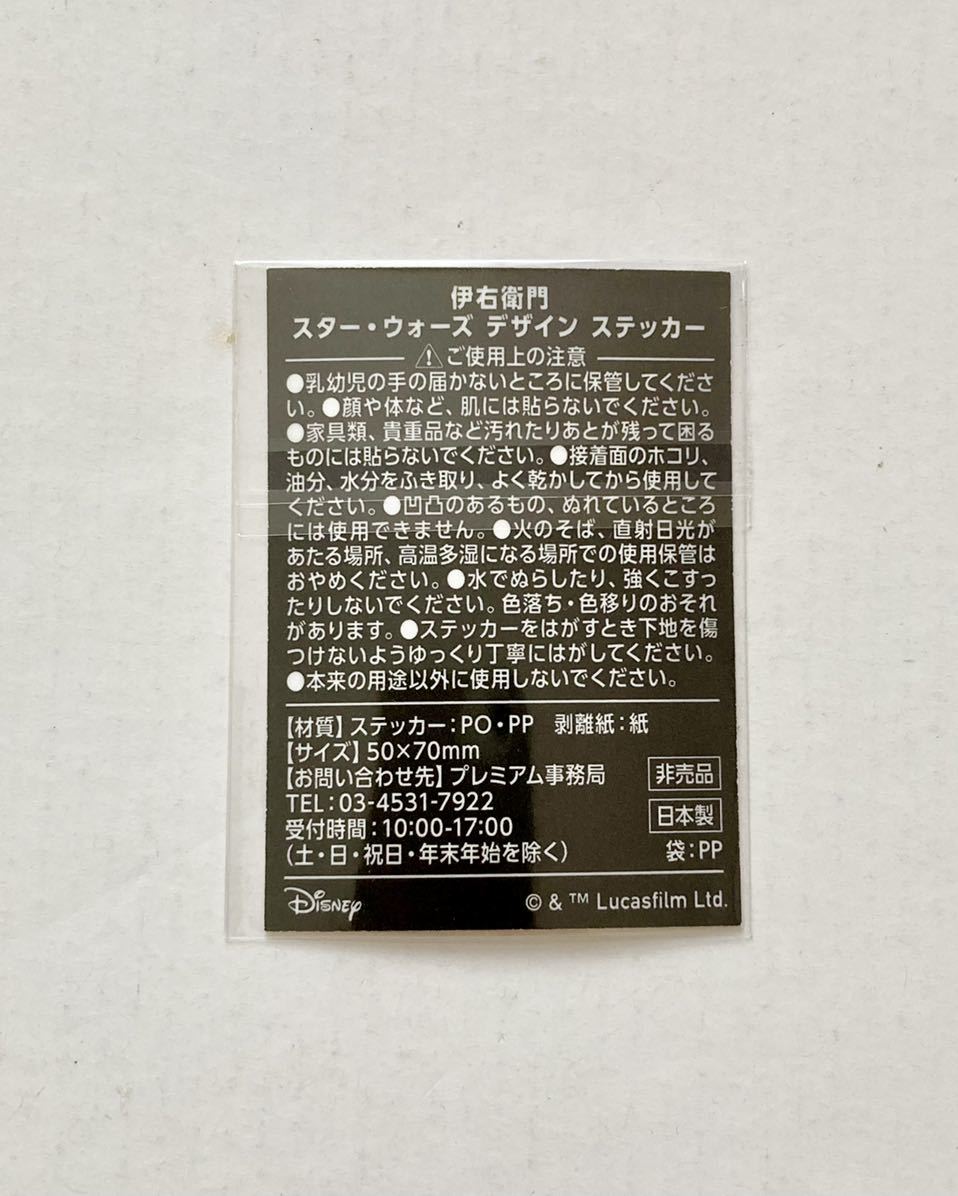 伊右衛門
スター・ウォーズ デザイン ステッカー
ご使用上の注意
●乳幼児の手の届かないところに保管してくださ
い。●顔や体など、肌には貼らないでください。
●家具類、貴重品など汚れたりあとが残って困る
ものには貼らないでください。●接着面のホコリ、
油分、水分をふき取り、よく乾かしてから使用して
ください。●凹凸のあるもの、ぬれているところ
には使用できません。●火のそば、直射日光が
あたる場所、高温多湿になる場所での使用保管は
おやめください。●水でぬらしたり、強くこすっ
たりしないでください。色落ち・色移りのおそれ
があります。●ステッカーをはがすとき下地を傷
つけないようゆっくり丁寧にはがしてください。
●本来の用途以外に使用しないでください。
【材質】ステッカー：PO・PP 剥離紙：紙
【サイズ】50×70mm
【お問い合わせ先】プレミアム事務局 非売品
TEL：03-4531-7922
日本製
受付時間：10:00-17:00
（土・日・祝日・年末年始を除く） 袋：PP
Disney © & ™ Lucasfilm Ltd.